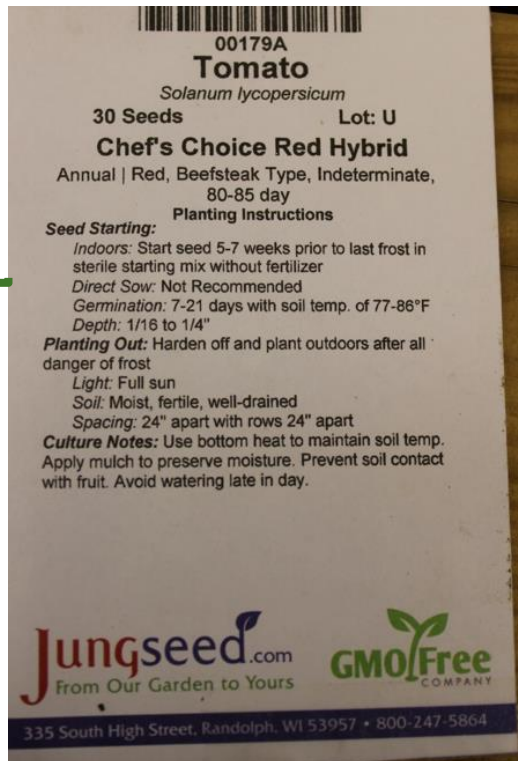 00179A
Tomato
Solanum lycopersicum
30 Seeds Lot: U
Chef's Choice Red Hybrid
Annual | Red, Beefsteak Type, Indeterminate,
80-85 day
Planting Instructions
Seed Starting:
Indoors: Start seed 5-7 weeks prior to last frost in
sterile starting mix without fertilizer
Direct Sow: Not Recommended
Germination: 7-21 days with soil temp. of 77-86°F
Depth: 1/16 to 1/4"
Planting Out: Harden off and plant outdoors after all
danger of frost
Light: Full sun
Soil: Moist, fertile, well-drained
Spacing: 24" apart with rows 24" apart
Culture Notes: Use bottom heat to maintain soil temp.
Apply mulch to preserve moisture. Prevent soil contact
with fruit. Avoid watering late in day.
Jungseed.com
From Our Garden to Yours
GMO Free
COMPANY
335 South High Street, Randolph, WI 53957 • 800-247-5864